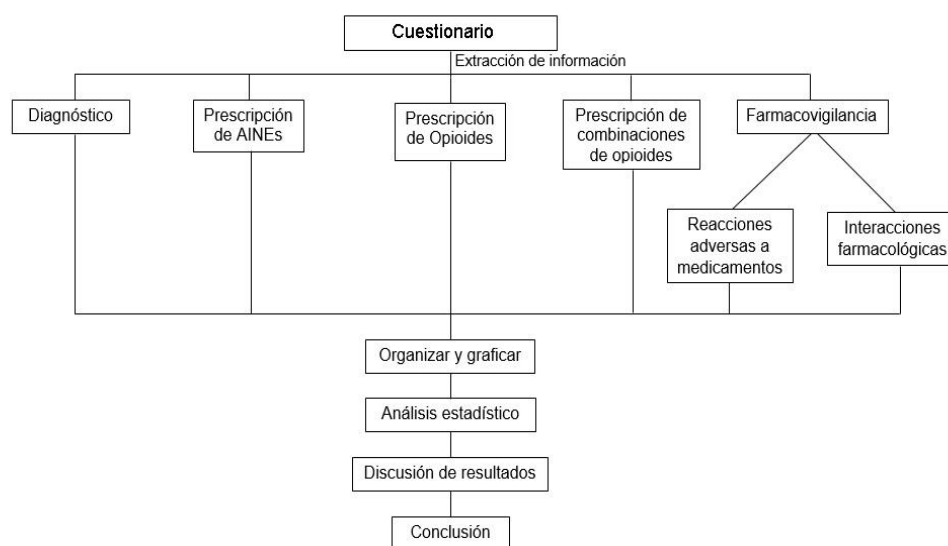 Cuestionario
Extracción de información
Diagnóstico
Prescripción
de AINEs
Prescripción
de Opioides
Prescripción de
combinaciones
de opioides
Farmacovigilancia
Reacciones
adversas a
medicamentos
Interacciones
farmacológicas
Organizar y graficar
Análisis estadístico
Discusión de resultados
Conclusión